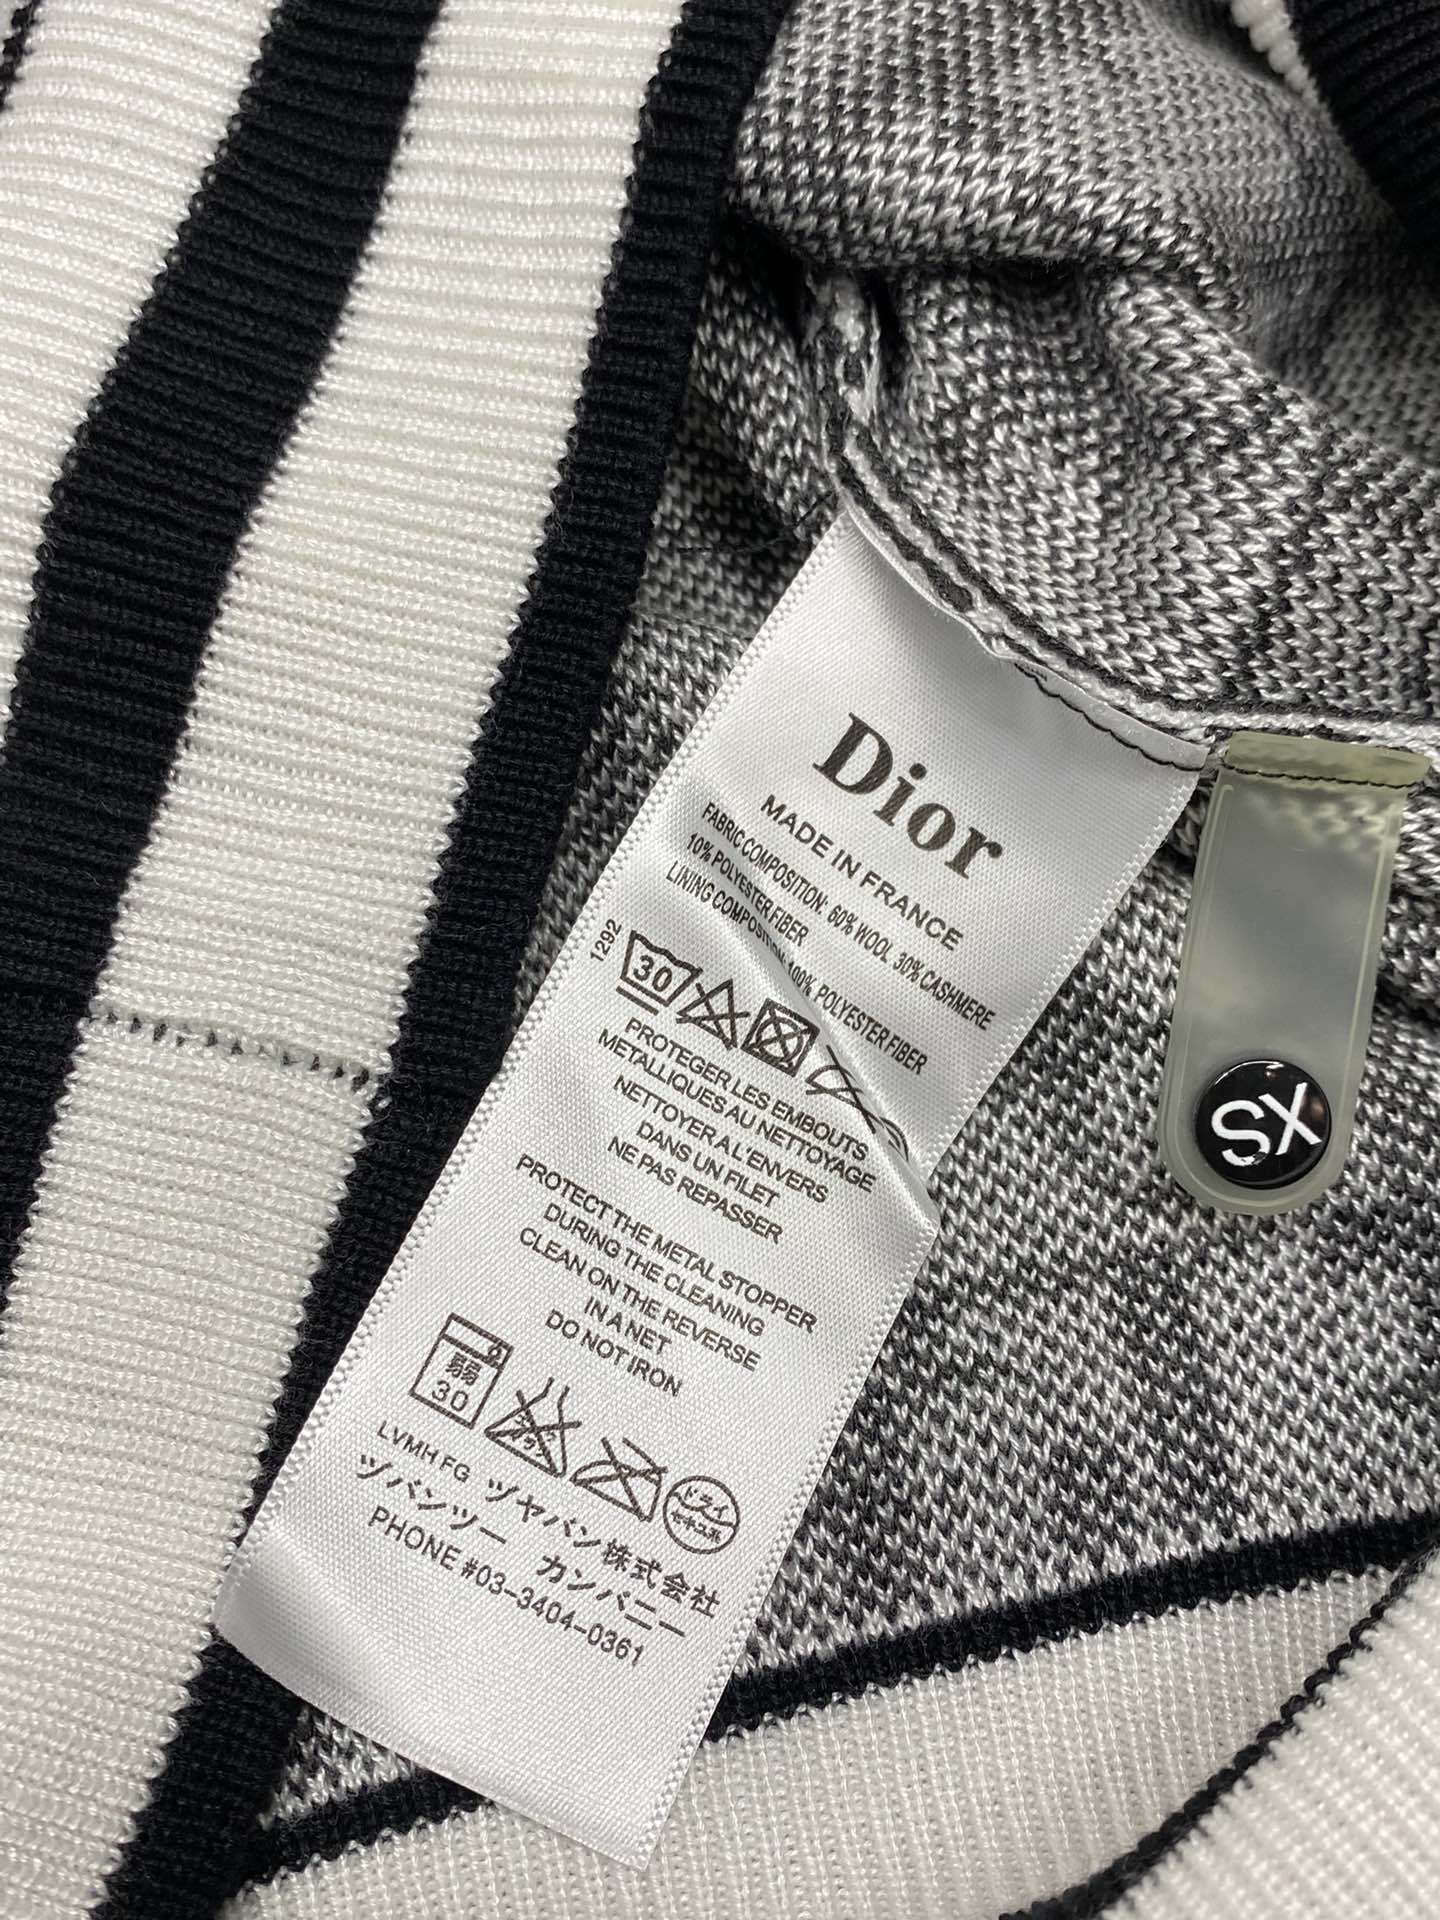 Dior
MADE IN FRANCE
FABRIC COMPOSITION: 60% WOOL 30% CASHMERE
10% POLYESTER FIBER
LINING COMPOSITION: 100% POLYESTER FIBER
1292
30
PROTEGER LES EMBOUTS
METALLIQUES AU NETTOYAGE
NETTOYER A L'ENVERS
DANS UN FILET
NE PAS REPASSER
PROTECT THE METAL STOPPER
DURING THE CLEANING
CLEAN ON THE REVERSE
IN A NET
DO NOT IRON
弱
30
ドライ
LVMH FG ツヤバン株式会社
ツバンツー カンバニー
PHONE #03-3404-0361
XS